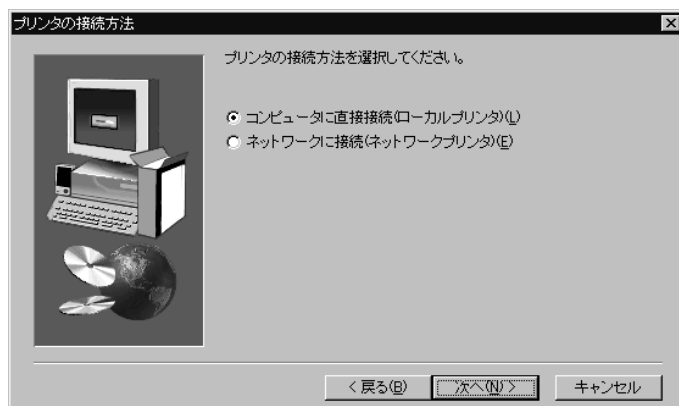 プリンタの接続方法
プリンタの接続方法を選択してください。
コンピュータに直接接続(ローカルプリンタ)(L)
ネットワークに接続(ネットワークプリンタ)(E)
< 戻る(B)
次へ(N) >
キャンセル